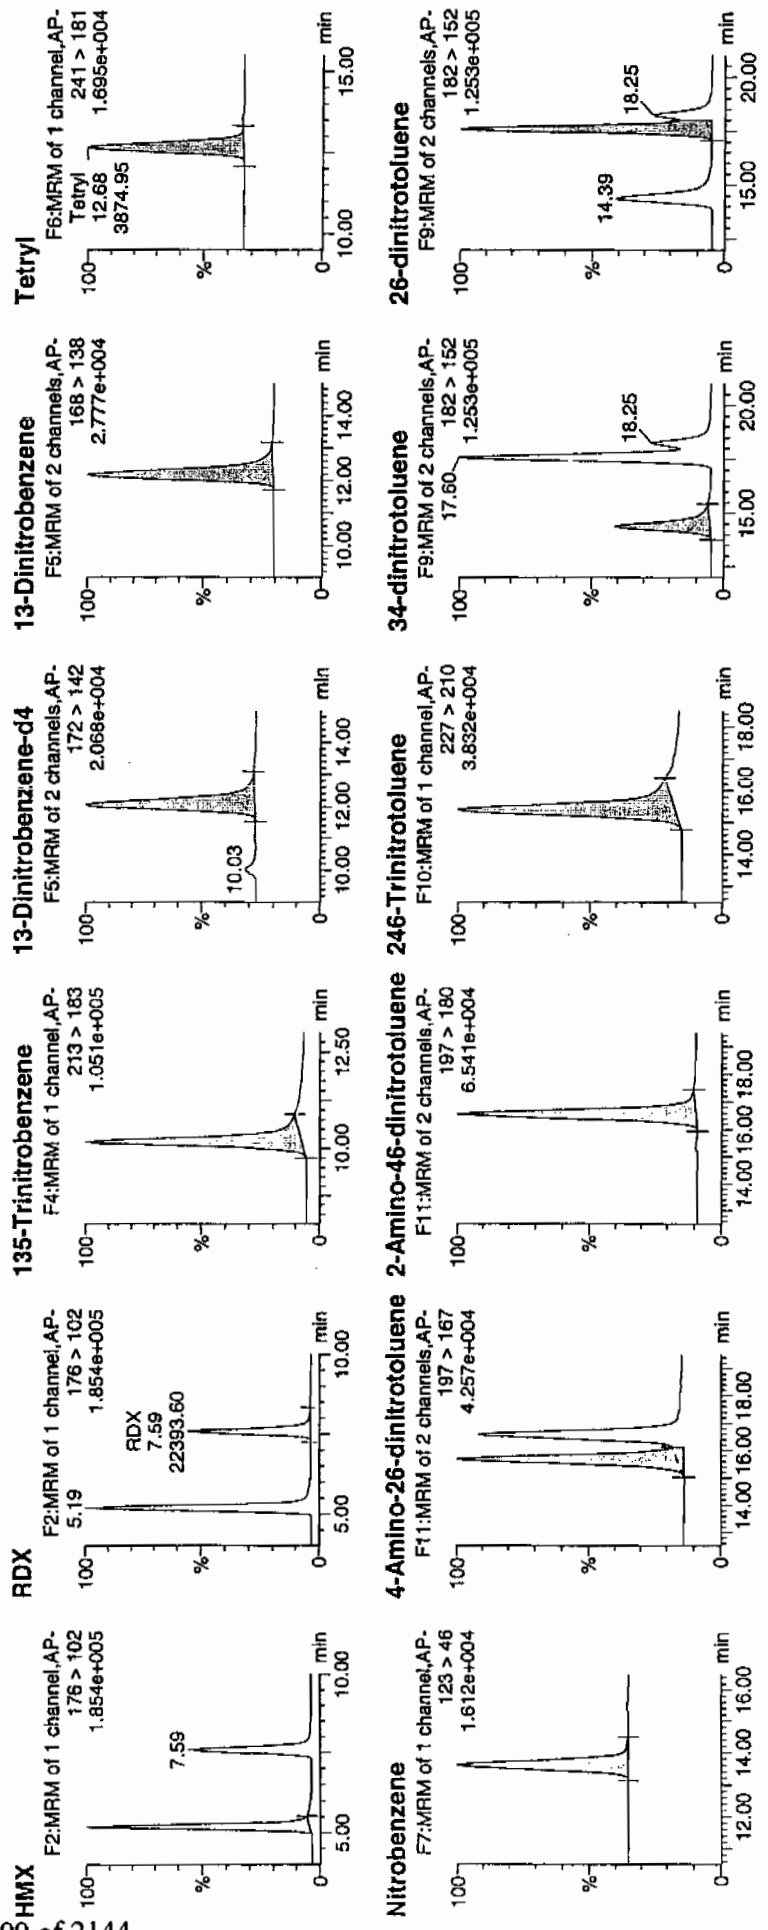 HMX
F2:MRM of 1 channel,AP-
176 > 102
1.854e+005
100
7.59
%
0
5.00 10.00 min
RDX
F2:MRM of 1 channel,AP-
5.19 176 > 102
1.854e+005
100
RDX
7.59
22393.60
%
0
5.00 10.00 min
135-Trinitrobenzene
F4:MRM of 1 channel,AP-
213 > 183
1.051e+005
100
%
0
10.00 12.50 min
13-Dinitrobenzene-d4
F5:MRM of 2 channels,AP-
172 > 142
2.068e+004
100
%
10.03
0
10.00 12.00 14.00 min
13-Dinitrobenzene
F5:MRM of 2 channels,AP-
168 > 138
2.777e+004
100
%
0
10.00 12.00 14.00 min
Tetryl
F6:MRM of 1 channel,AP-
Tetryl 241 > 181
12.68 1.695e+004
3874.95
100
%
0
10.00 15.00 min
Nitrobenzene
F7:MRM of 1 channel,AP-
123 > 46
1.612e+004
100
%
0
12.00 14.00 16.00 min
4-Amino-26-dinitrotoluene
F11:MRM of 2 channels,AP-
197 > 167
4.257e+004
100
%
0
14.00 16.00 18.00 min
2-Amino-46-dinitrotoluene
F11:MRM of 2 channels,AP-
197 > 180
6.541e+004
100
%
0
14.00 16.00 18.00 min
246-Trinitrotoluene
F10:MRM of 1 channel,AP-
227 > 210
3.832e+004
100
%
0
14.00 16.00 18.00 min
34-dinitrotoluene
F9:MRM of 2 channels,AP-
17.60 182 > 152
1.253e+005
100
18.25
%
0
15.00 20.00 min
26-dinitrotoluene
F9:MRM of 2 channels,AP-
182 > 152
1.253e+005
100
18.25
14.39
%
0
15.00 20.00 min
of 2144